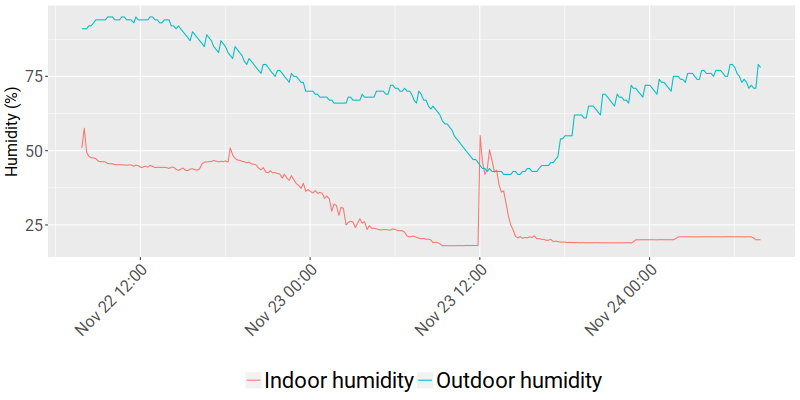 Humidity (%)
75
50
25
Nov 22 12:00
Nov 23 00:00
Nov 23 12:00
Nov 24 00:00
Indoor humidity Outdoor humidity